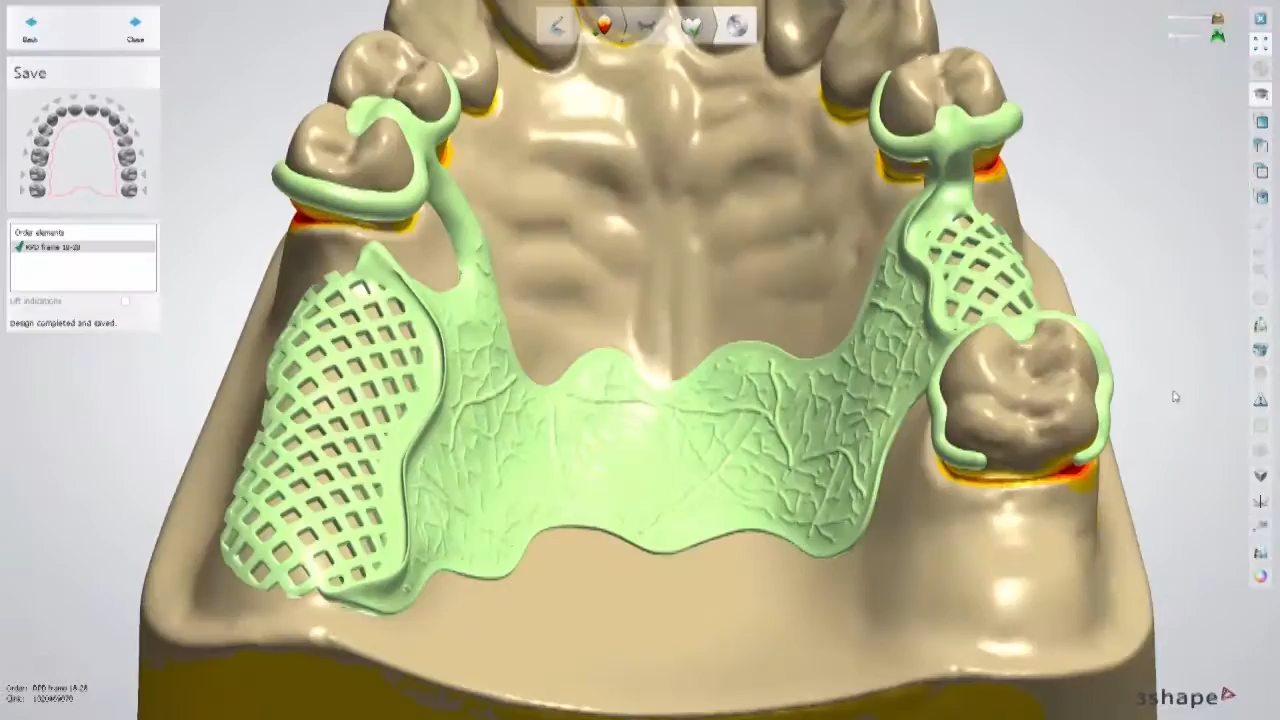 Back Close
Save
Order elements
RPD frame 18-28
Lift indications
Design completed and saved.
Order: RPD frame 18-28
3shape